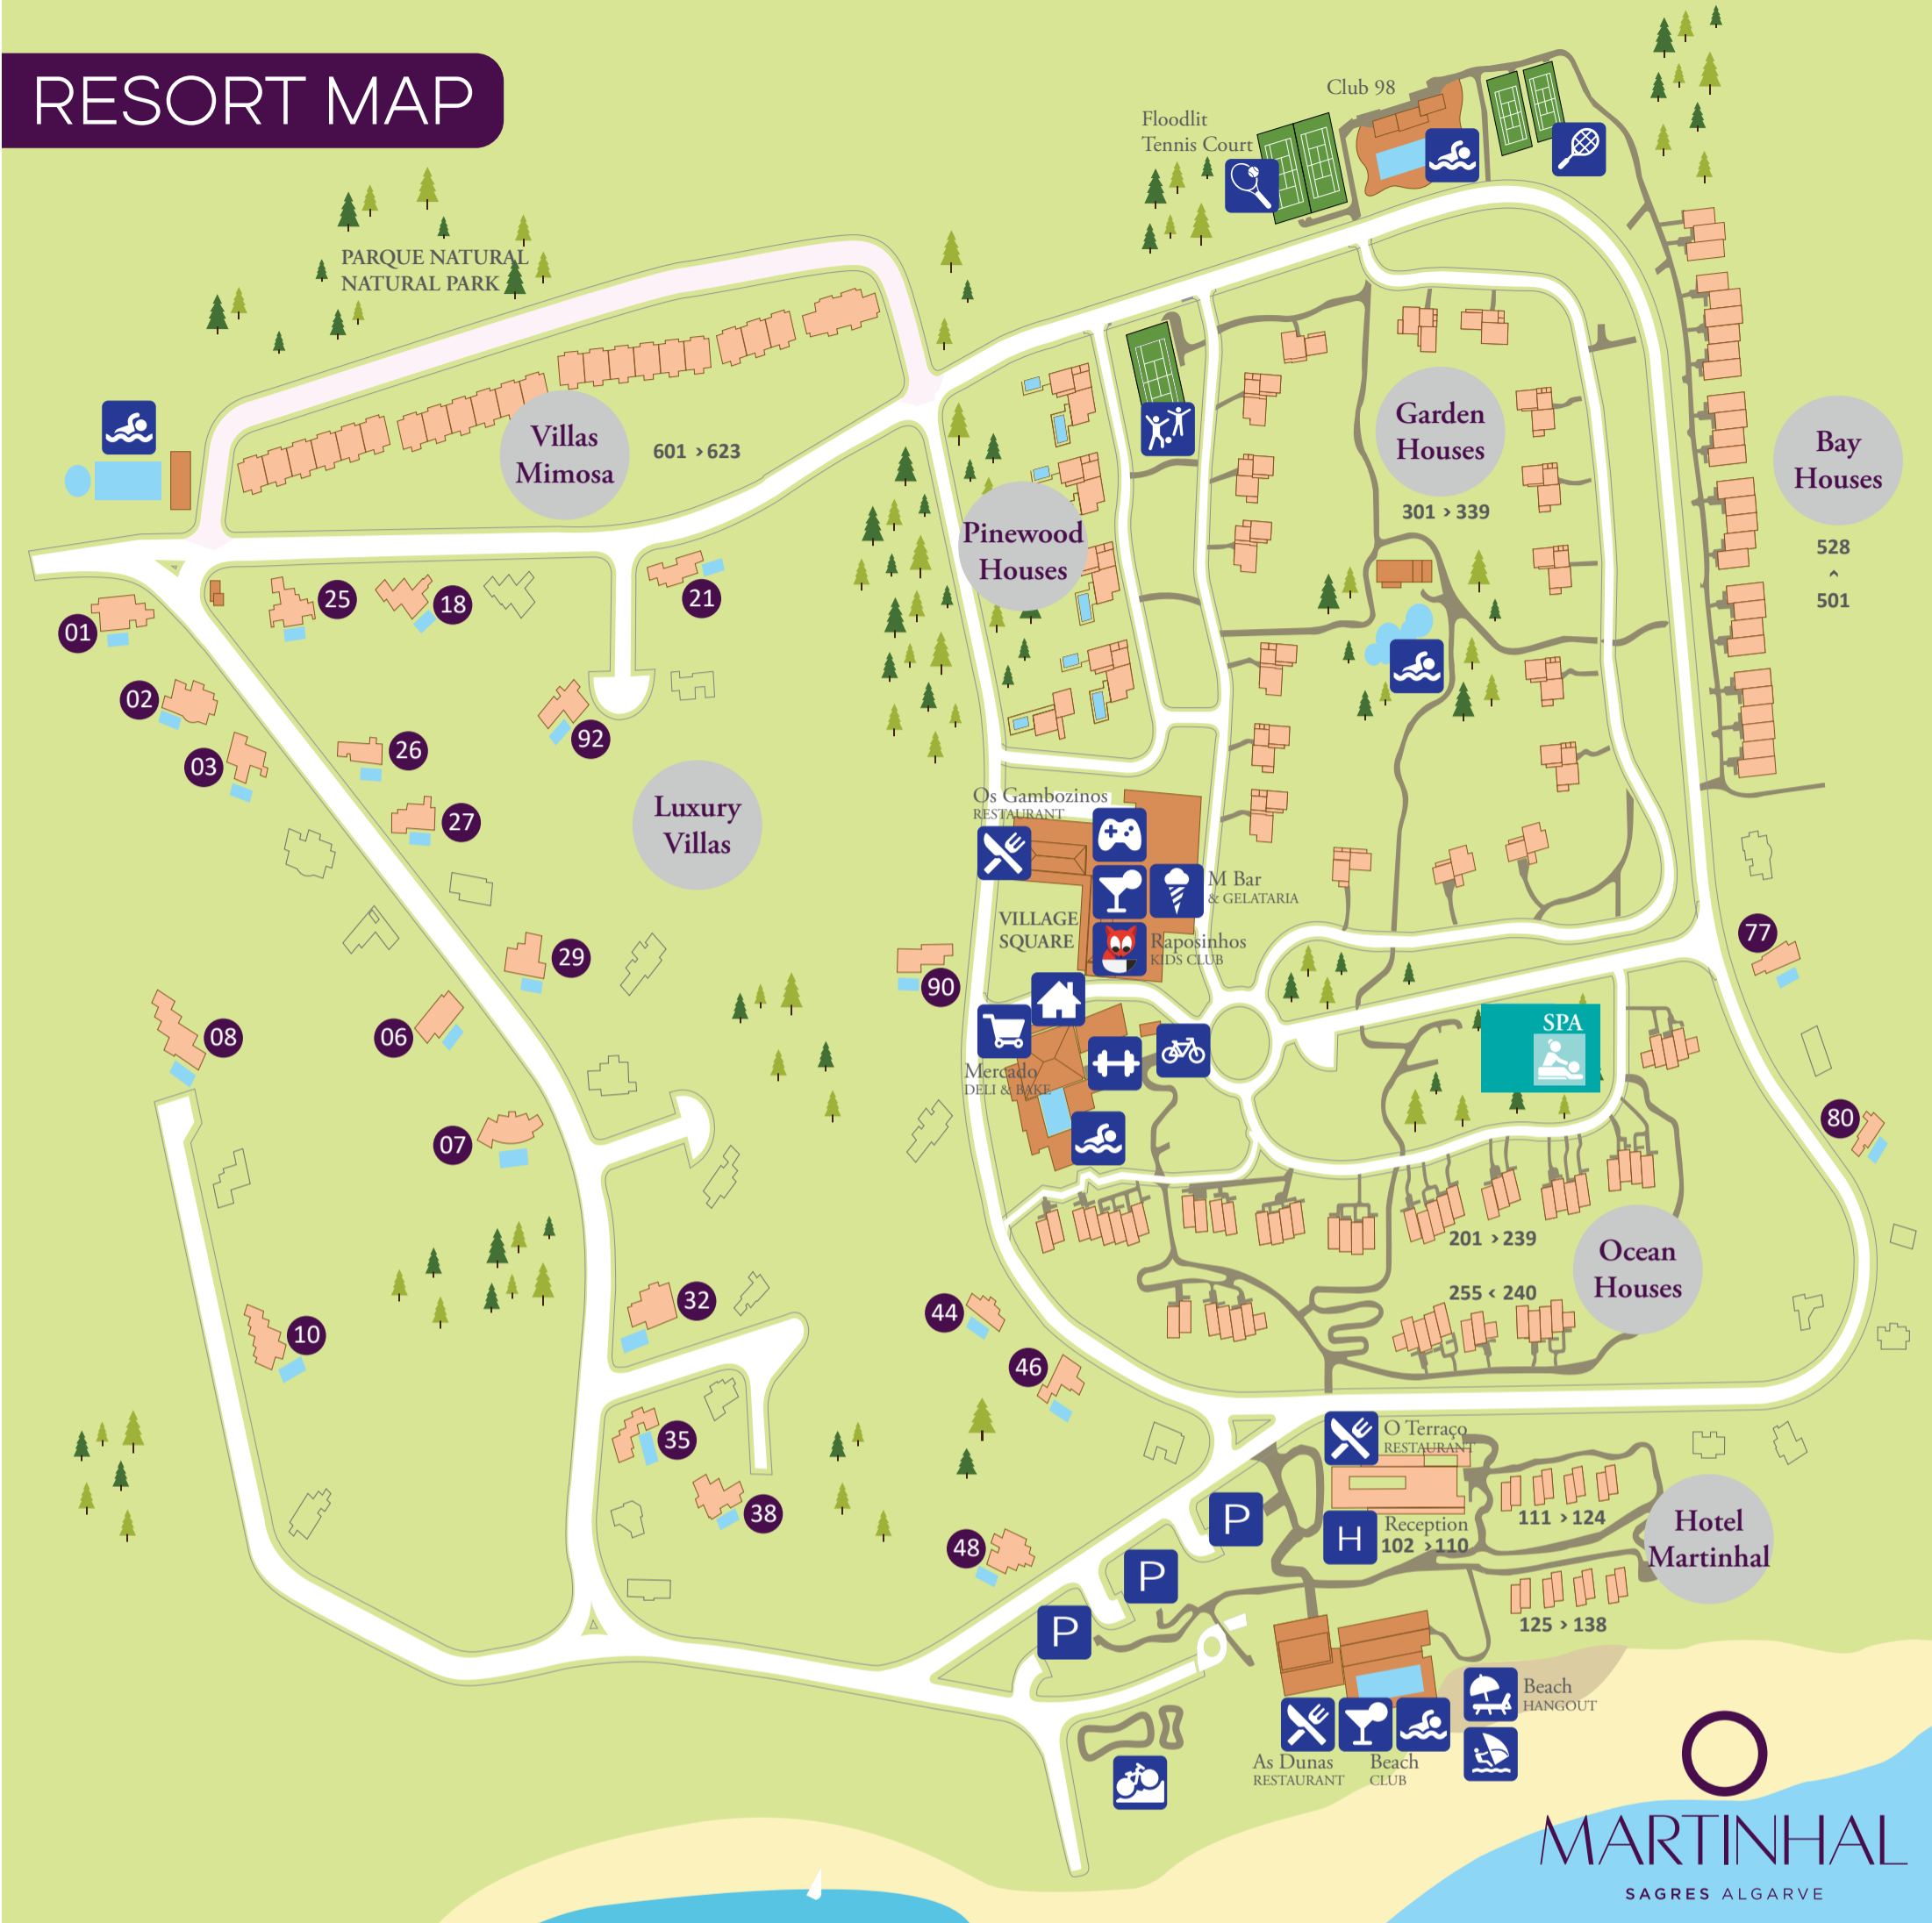 RESORT MAP
Club 98
Floodlit
Tennis Court
PARQUE NATURAL
NATURAL PARK
Villas
Mimosa
601 > 623
Garden
Houses
301 > 339
Bay
Houses
528
^
501
Pinewood
Houses
01
25
18
21
02
03
26
92
27
Luxury
Villas
Os Gambozinos
RESTAURANT
M Bar
& GELATARIA
VILLAGE
SQUARE
Raposinhos
KIDS CLUB
77
29
90
08
06
SPA
Mercado
DELI & BAKE
07
80
201 > 239
Ocean
Houses
255 < 240
32
44
10
46
35
38
O Terraço
RESTAURANT
111 > 124
Hotel
Martinhal
P
H
Reception
102 > 110
48
P
P
125 > 138
Beach
HANGOUT
As Dunas
RESTAURANT
Beach
CLUB
MARTINHAL
SAGRES ALGARVE